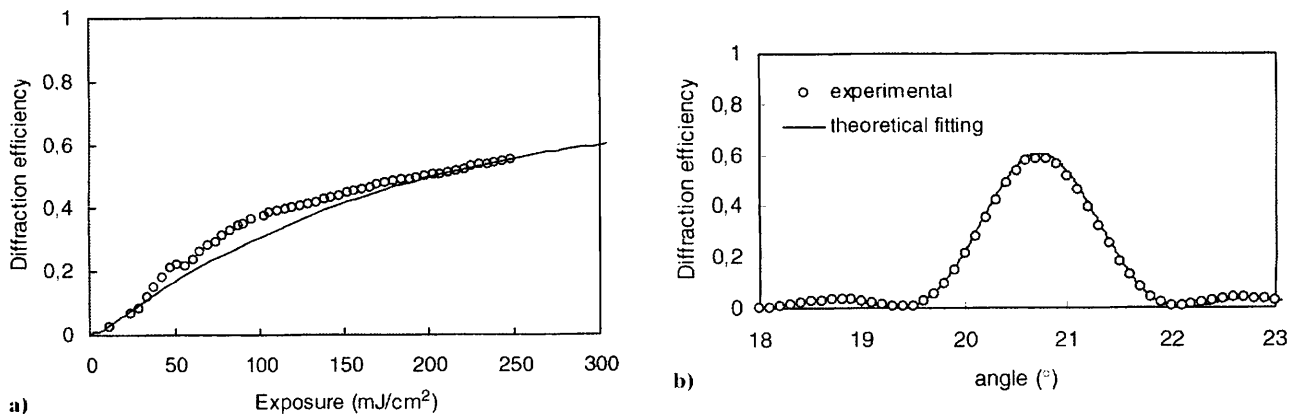 1
0,8
0,6
0,4
0,2
0
Diffraction efficiency
0 50 100 150 200 250 300
Exposure (mJ/cm²)
a)
1
0,8
0,6
0,4
0,2
0
Diffraction efficiency
experimental
theoretical fitting
18 19 20 21 22 23
angle (°)
b)